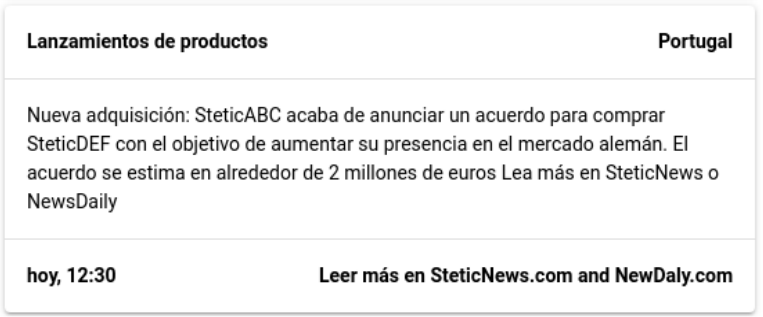 Lanzamientos de productos Portugal
Nueva adquisición: SteticABC acaba de anunciar un acuerdo para comprar
SteticDEF con el objetivo de aumentar su presencia en el mercado alemán. El
acuerdo se estima en alrededor de 2 millones de euros Lea más en SteticNews o
NewsDaily
hoy, 12:30 Leer más en SteticNews.com and NewDaly.com